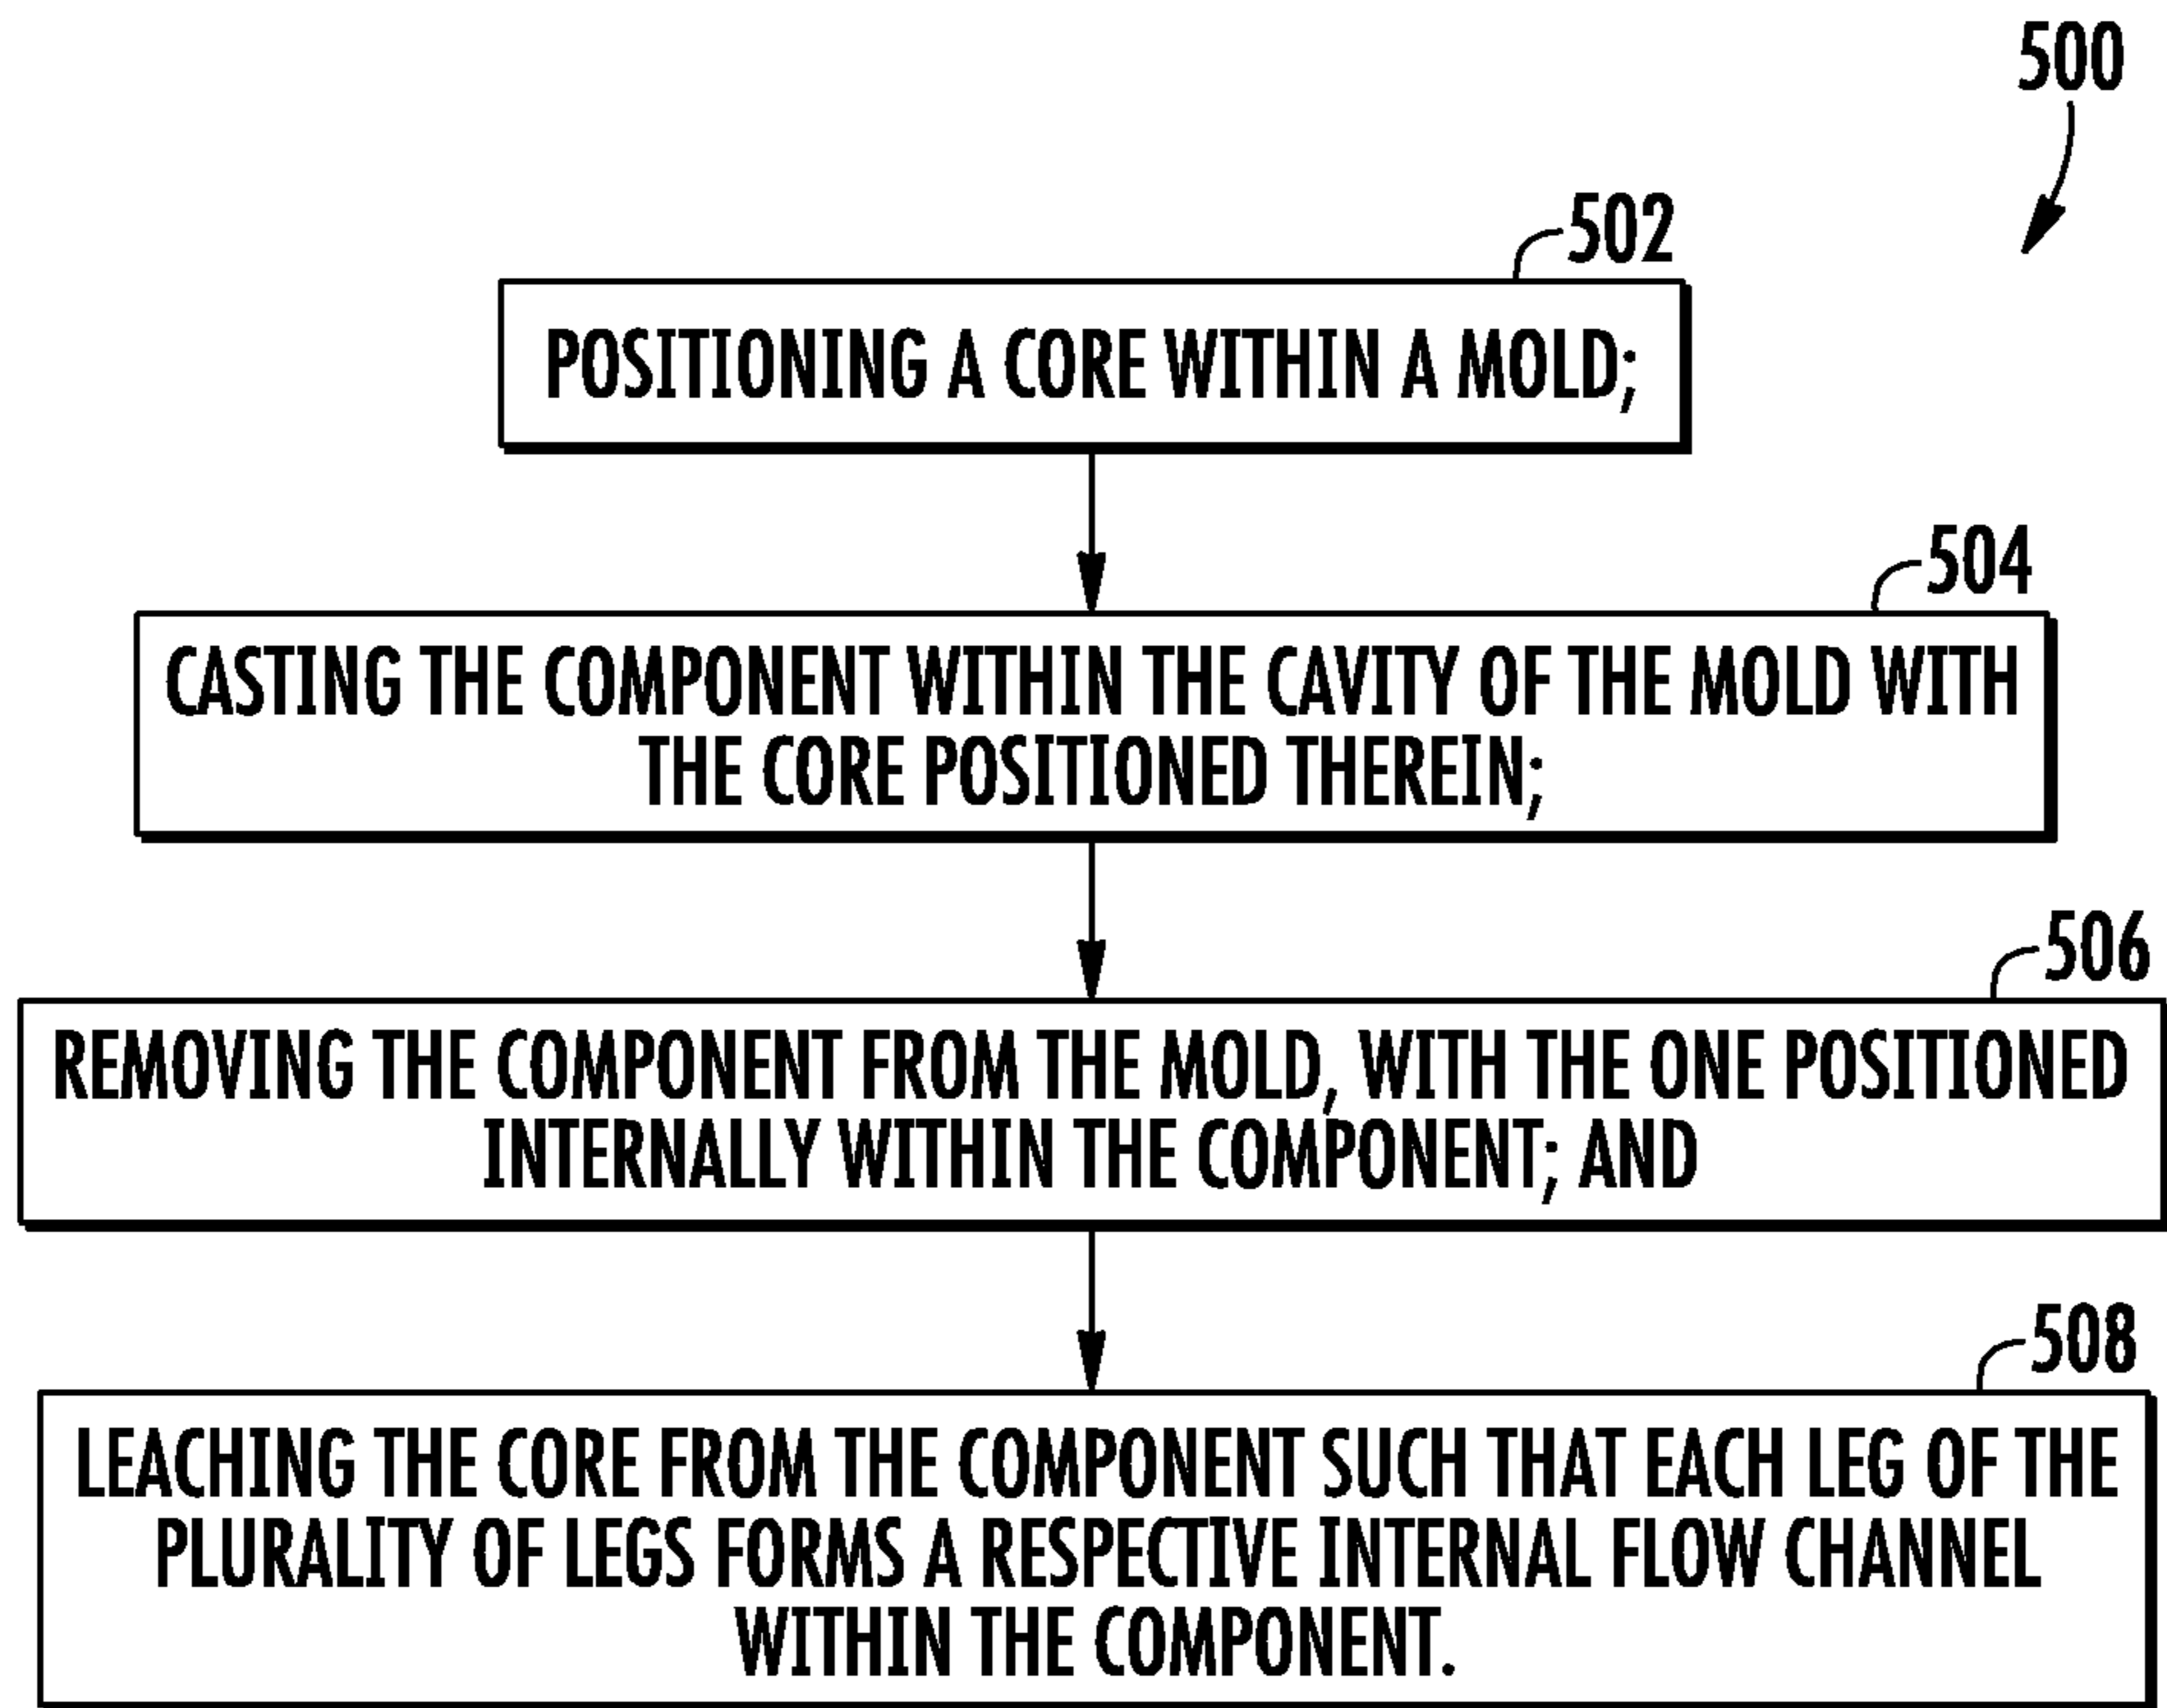 500
502
POSITIONING A CORE WITHIN A MOLD;
504
CASTING THE COMPONENT WITHIN THE CAVITY OF THE MOLD WITH
THE CORE POSITIONED THEREIN;
506
REMOVING THE COMPONENT FROM THE MOLD, WITH THE ONE POSITIONED
INTERNALLY WITHIN THE COMPONENT; AND
508
LEACHING THE CORE FROM THE COMPONENT SUCH THAT EACH LEG OF THE
PLURALITY OF LEGS FORMS A RESPECTIVE INTERNAL FLOW CHANNEL
WITHIN THE COMPONENT.